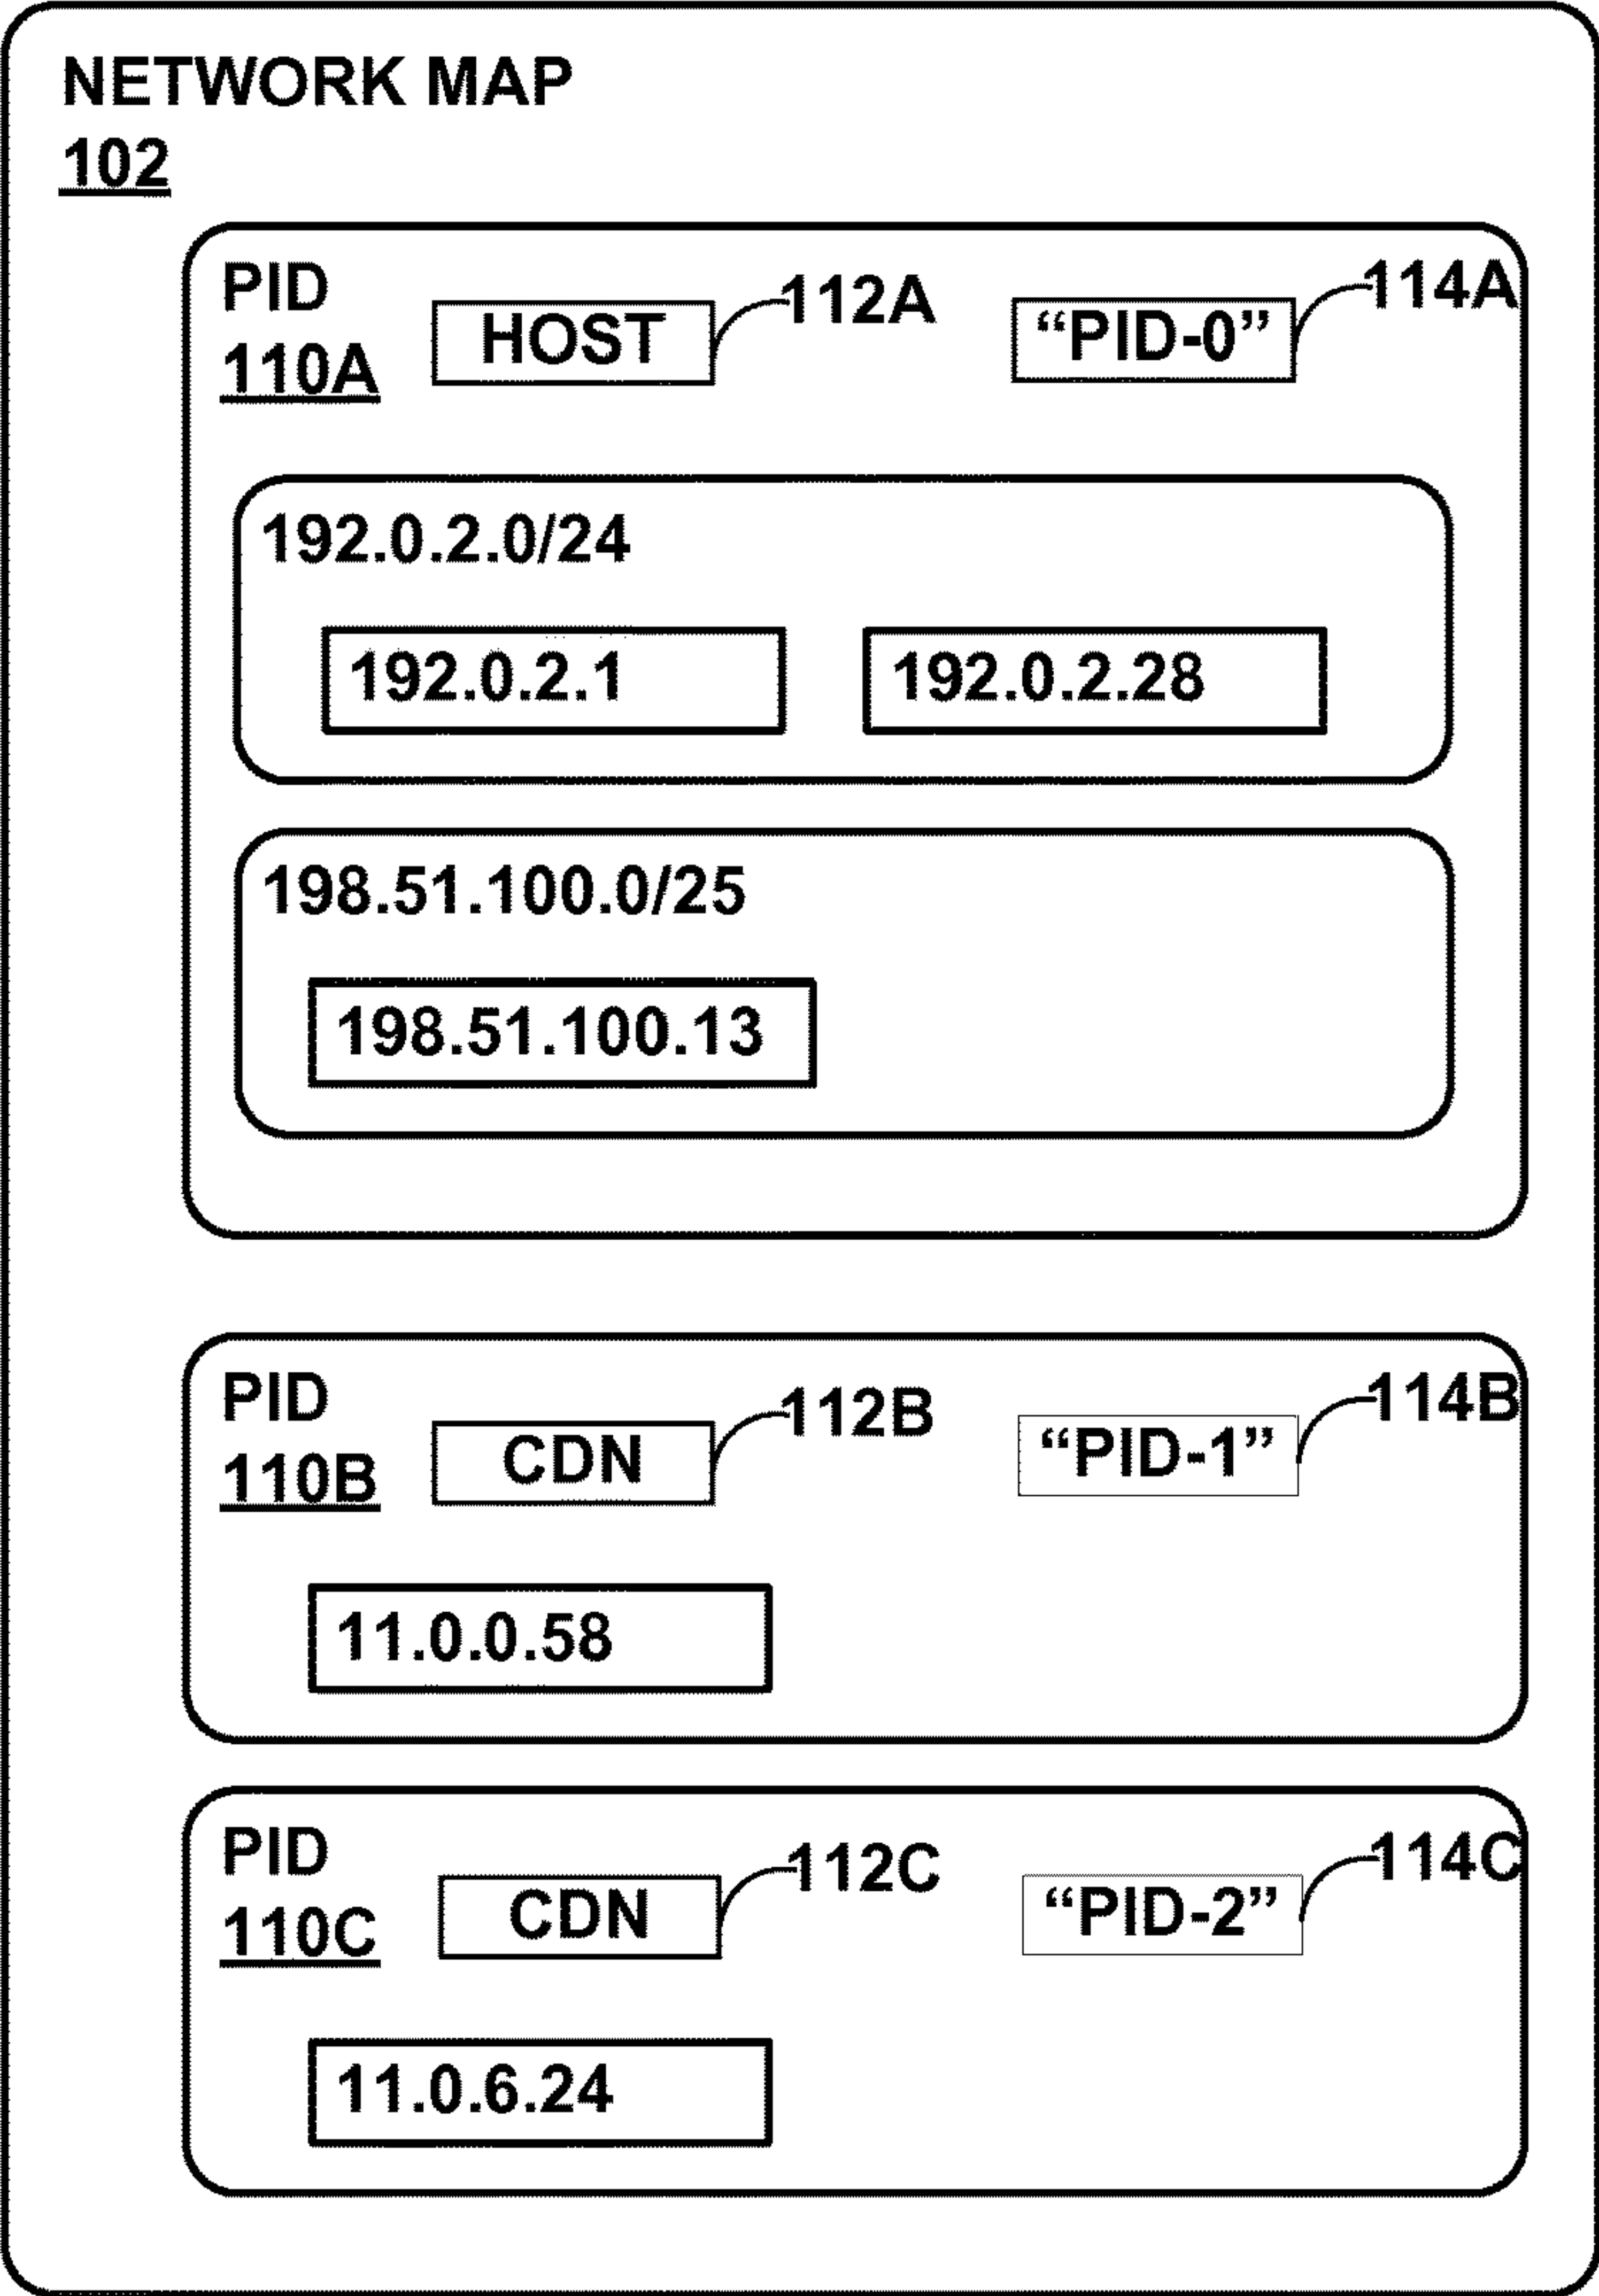 NETWORK MAP
102
PID
110A
HOST
112A
“PID-0”
114A
192.0.2.0/24
192.0.2.1
192.0.2.28
198.51.100.0/25
198.51.100.13
PID
110B
CDN
112B
“PID-1”
114B
11.0.0.58
PID
110C
CDN
112C
“PID-2”
114C
11.0.6.24